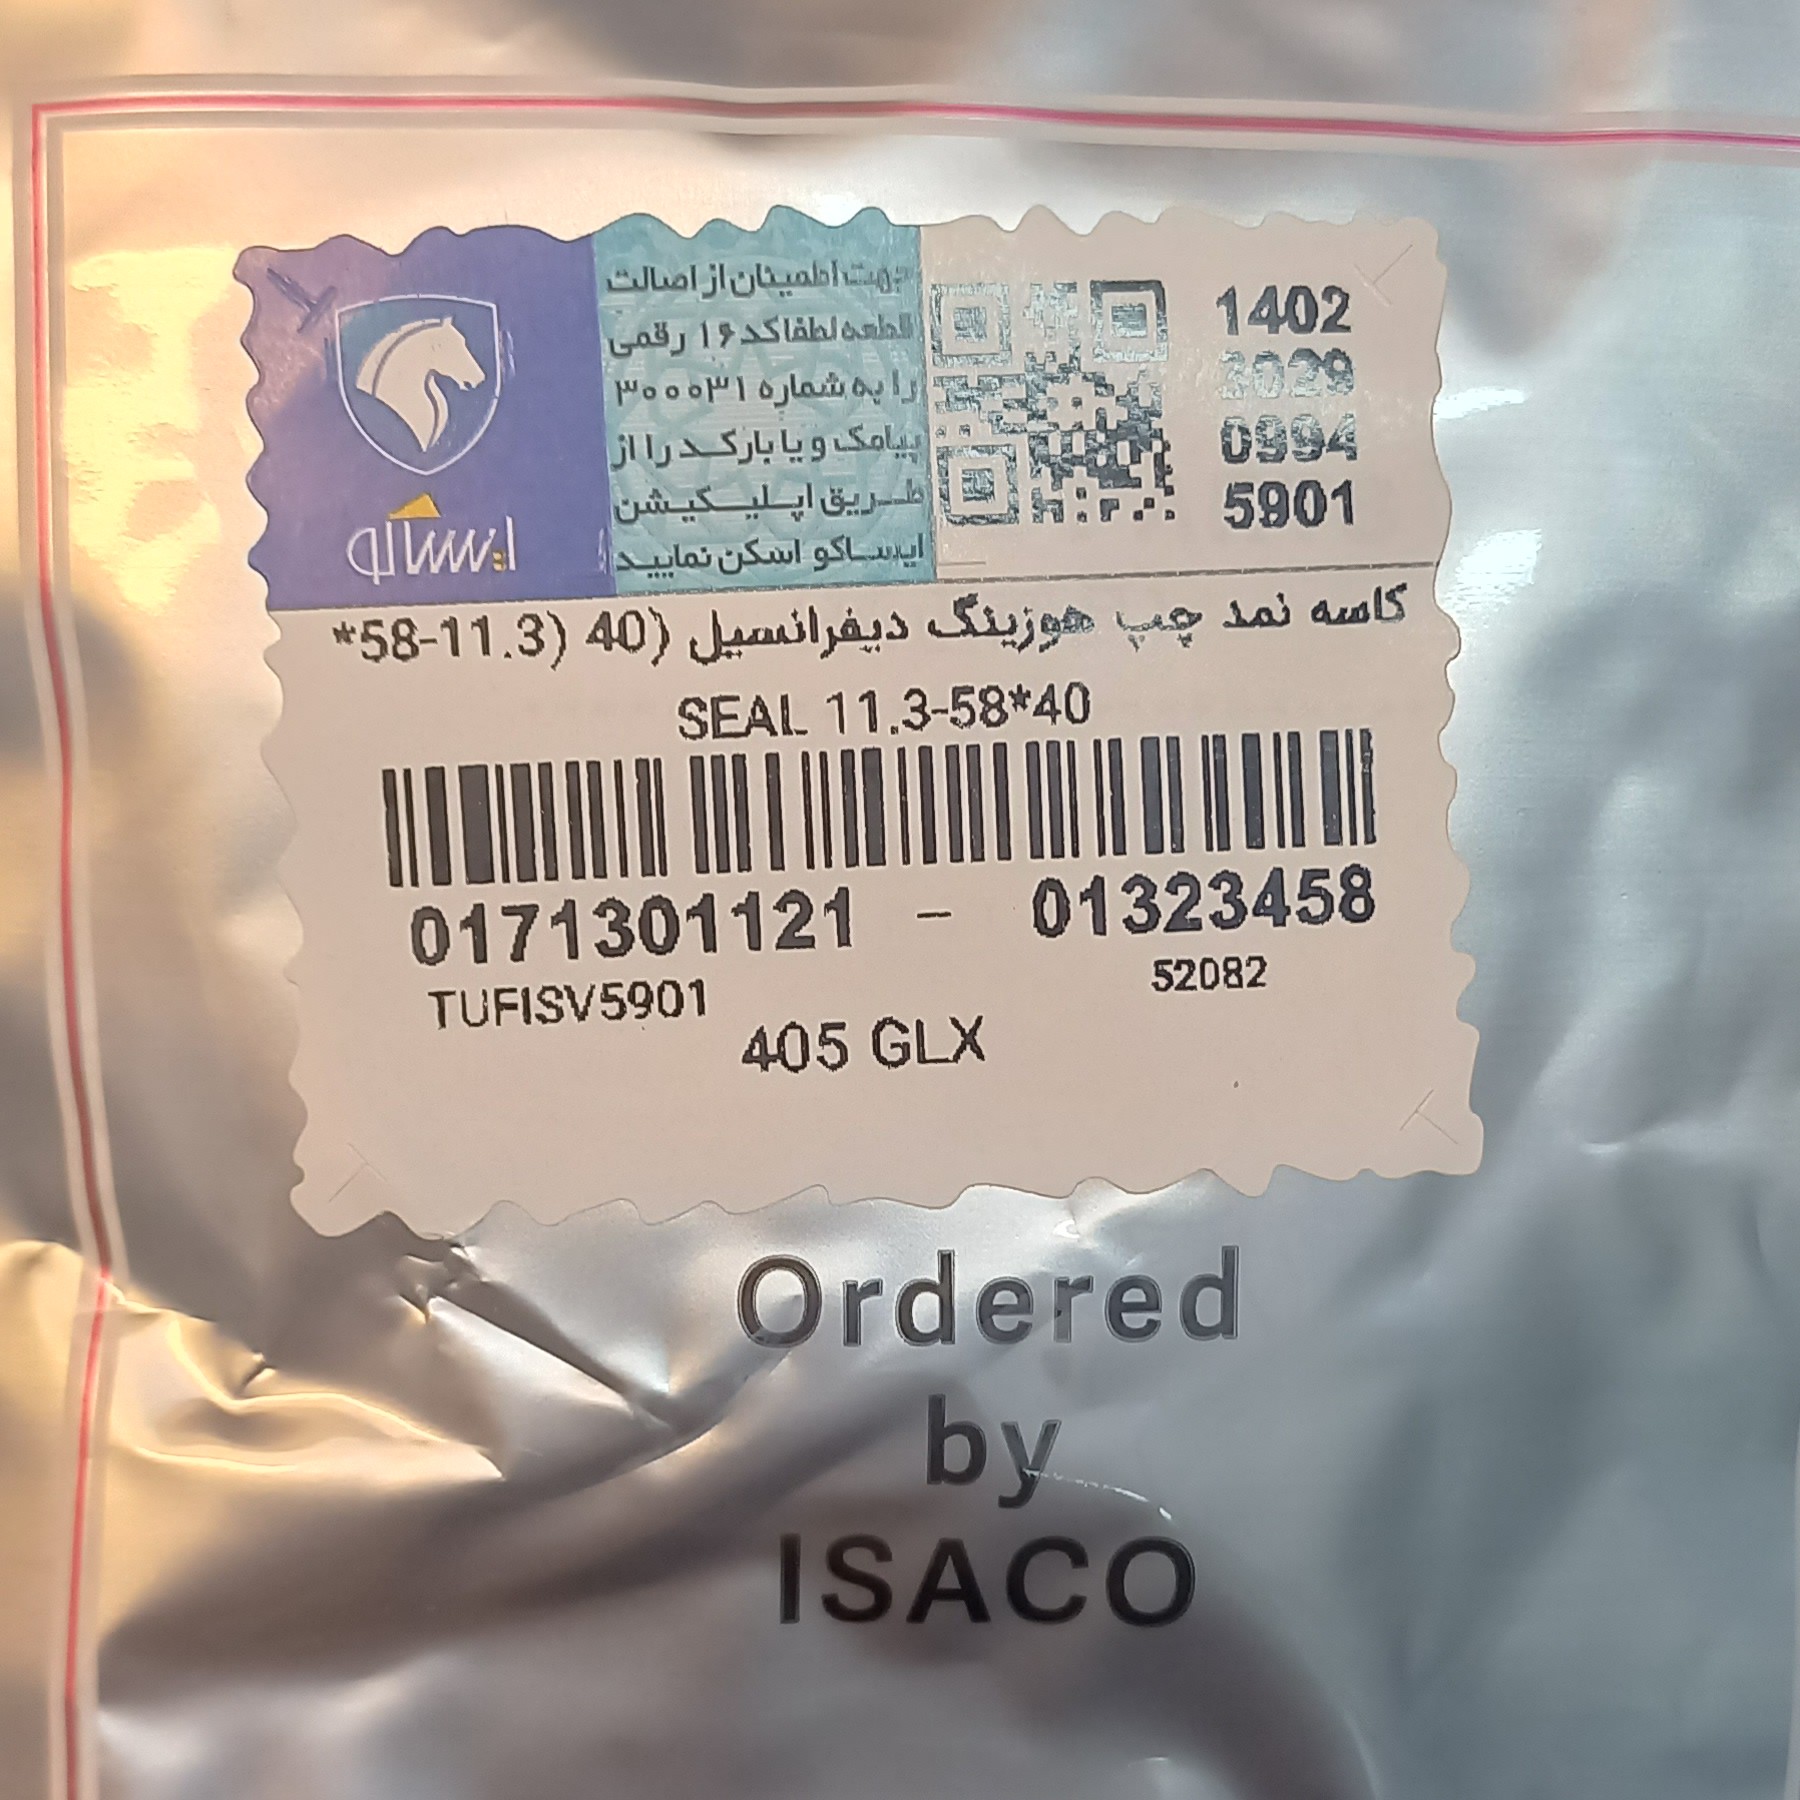 ایساکو
جهت اطمینان از اصالت
قطعه لطفا کد ۱۶ رقمی
را به شماره ۳۰۰۰۳۱
پیامک و یا بارکد را از
طریق اپلیکیشن
ایساکو اسکن نمایید
1402
3029
0994
5901
کاسه نمد چپ هوزینگ دیفرانسیل (40 (58-11.3*
SEAL 11.3-58*40
0171301121 - 01323458
TUFISV5901
52082
405 GLX
Ordered
by
ISACO